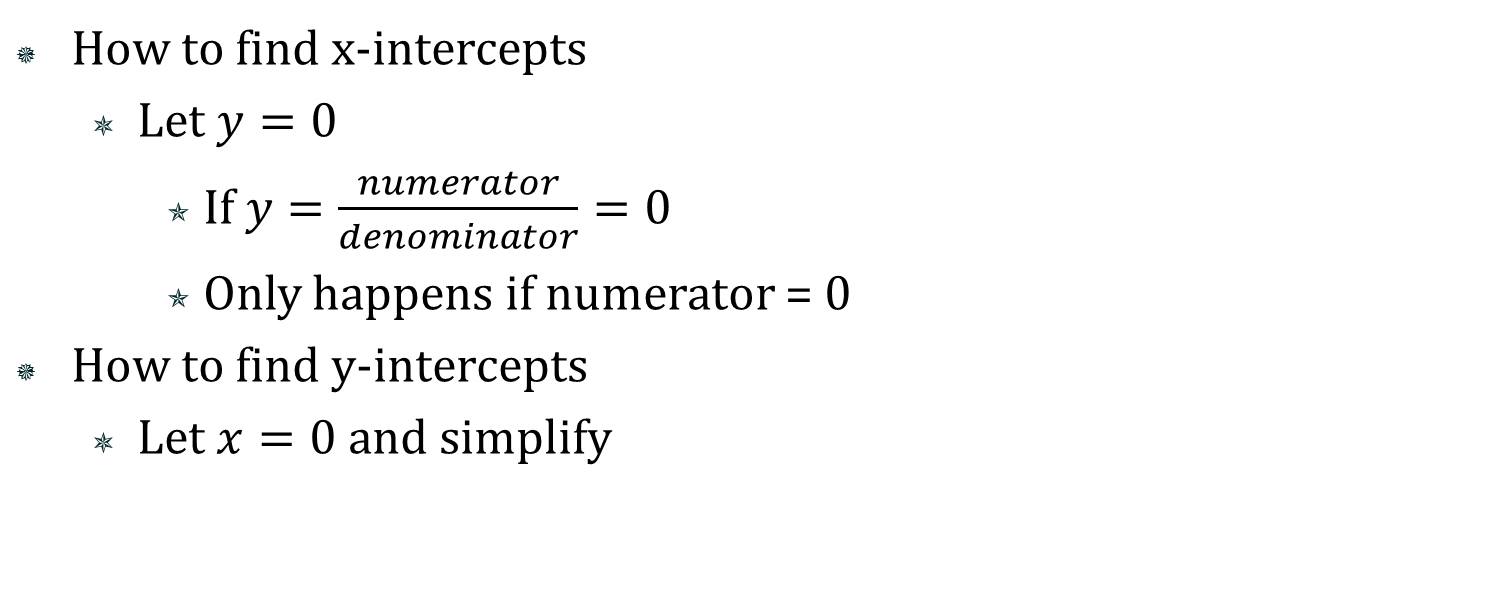 How to find x-intercepts
Let y = 0
If y = numerator/denominator = 0
Only happens if numerator = 0
How to find y-intercepts
Let x = 0 and simplify